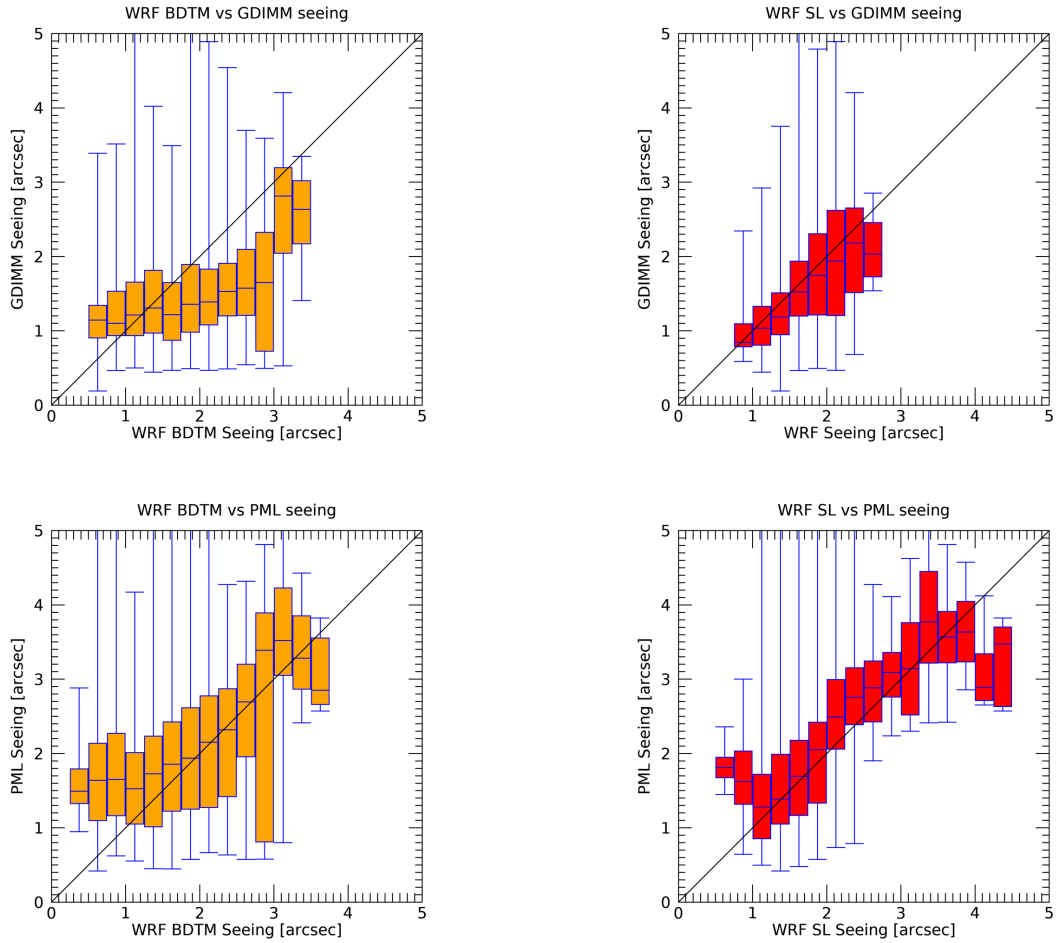 WRF BDTM vs GDIMM seeing
GDIMM Seeing [arcsec]
5
4
3
2
1
0
0 1 2 3 4 5
WRF BDTM Seeing [arcsec]
WRF SL vs GDIMM seeing
GDIMM Seeing [arcsec]
5
4
3
2
1
0
0 1 2 3 4 5
WRF Seeing [arcsec]
WRF BDTM vs PML seeing
PML Seeing [arcsec]
5
4
3
2
1
0
0 1 2 3 4 5
WRF BDTM Seeing [arcsec]
WRF SL vs PML seeing
PML Seeing [arcsec]
5
4
3
2
1
0
0 1 2 3 4 5
WRF SL Seeing [arcsec]